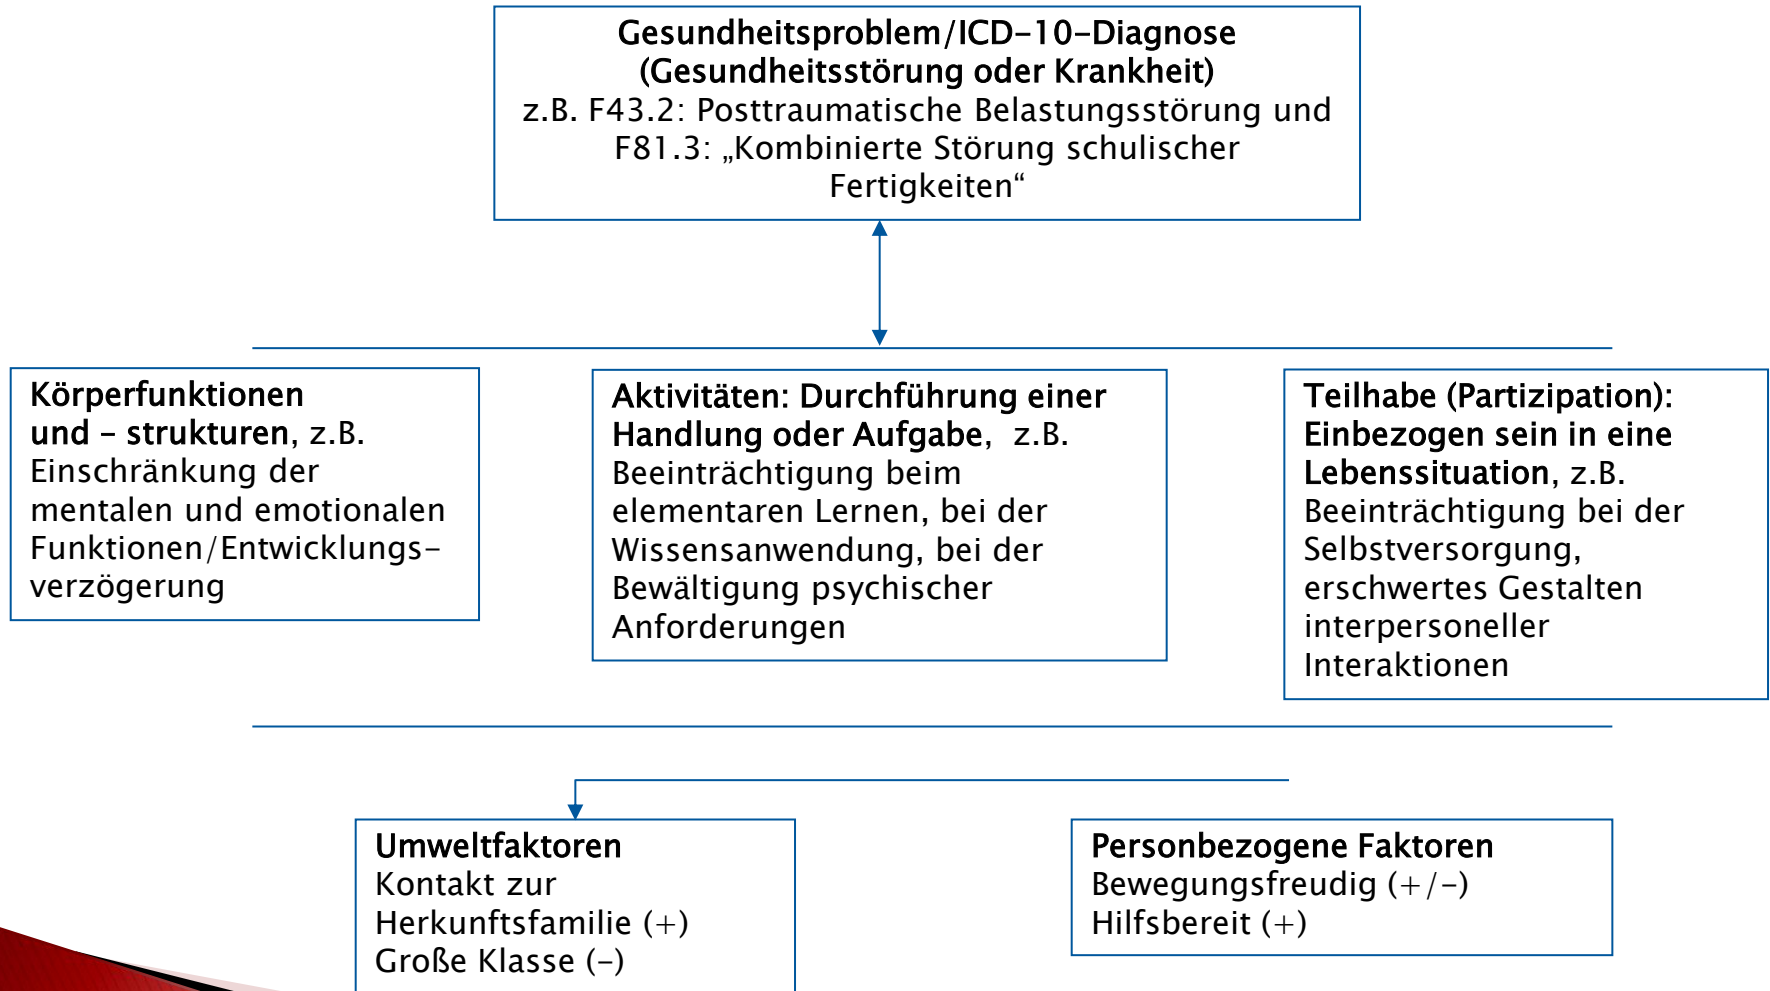 Gesundheitsproblem/ICD-10-Diagnose
(Gesundheitsstörung oder Krankheit)
z.B. F43.2: Posttraumatische Belastungsstörung und
F81.3: „Kombinierte Störung schulischer
Fertigkeiten“
Körperfunktionen
und – strukturen, z.B.
Einschränkung der
mentalen und emotionalen
Funktionen/Entwicklungs-
verzögerung
Aktivitäten: Durchführung einer
Handlung oder Aufgabe, z.B.
Beeinträchtigung beim
elementaren Lernen, bei der
Wissensanwendung, bei der
Bewältigung psychischer
Anforderungen
Teilhabe (Partizipation):
Einbezogen sein in eine
Lebenssituation, z.B.
Beeinträchtigung bei der
Selbstversorgung,
erschwertes Gestalten
interpersoneller
Interaktionen
Umweltfaktoren
Kontakt zur
Herkunftsfamilie (+)
Große Klasse (-)
Personbezogene Faktoren
Bewegungsfreudig (+/-)
Hilfsbereit (+)